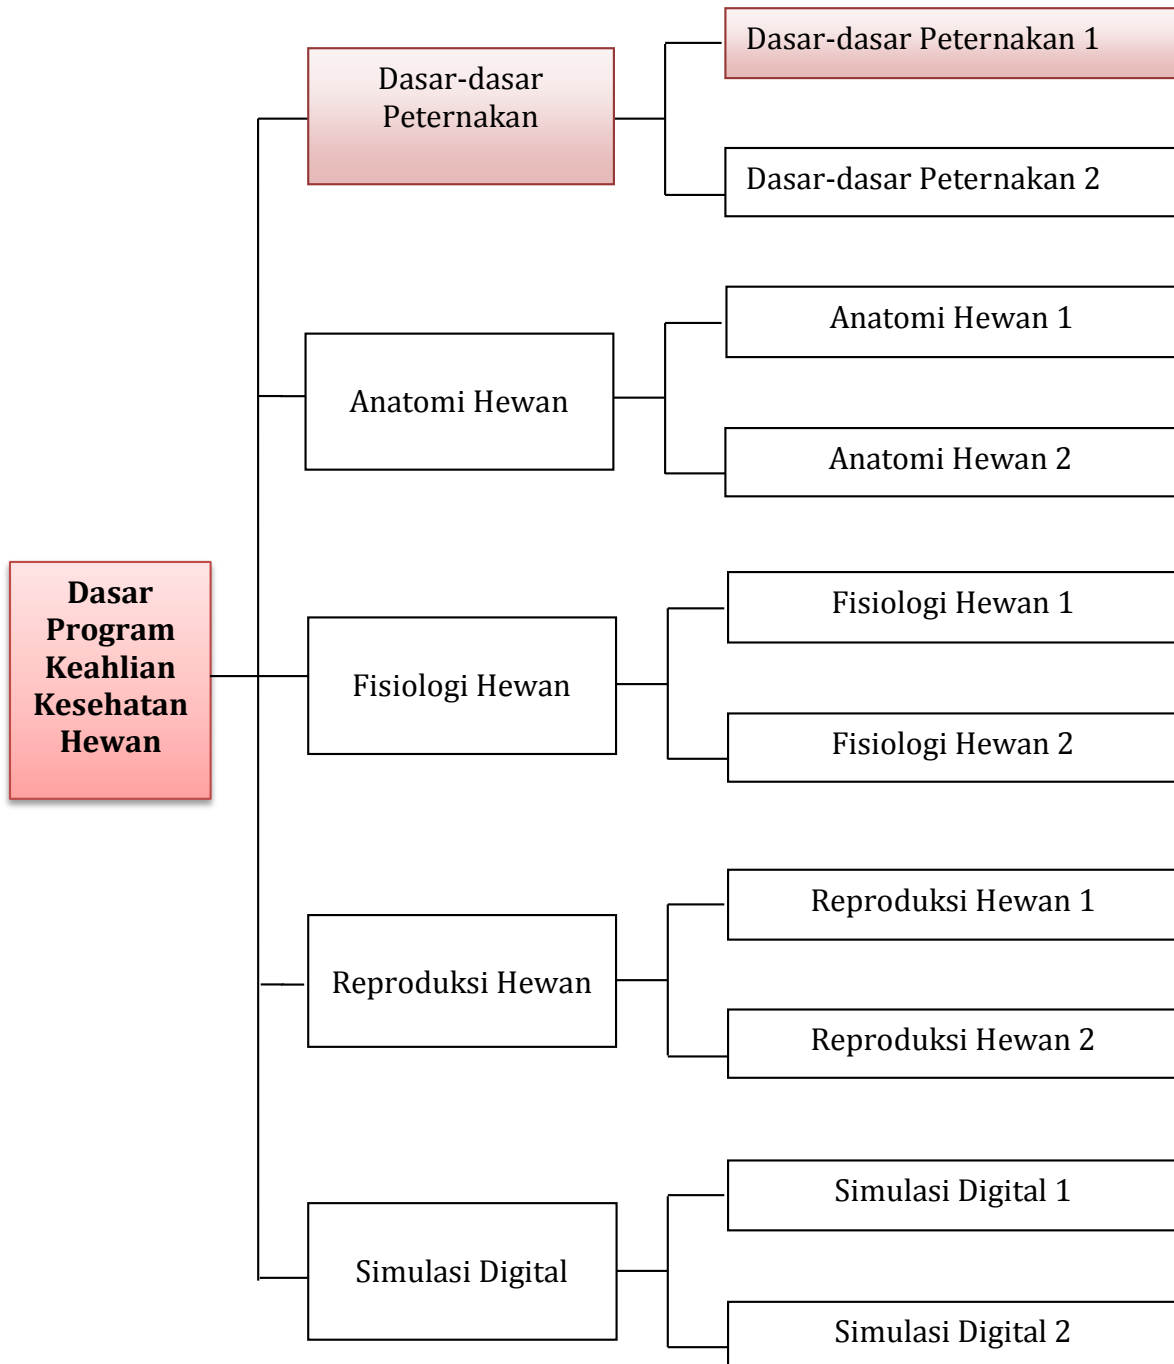 Dasar
Program
Keahlian
Kesehatan
Hewan
Dasar-dasar
Peternakan
Dasar-dasar Peternakan 1
Dasar-dasar Peternakan 2
Anatomi Hewan
Anatomi Hewan 1
Anatomi Hewan 2
Fisiologi Hewan
Fisiologi Hewan 1
Fisiologi Hewan 2
Reproduksi Hewan
Reproduksi Hewan 1
Reproduksi Hewan 2
Simulasi Digital
Simulasi Digital 1
Simulasi Digital 2